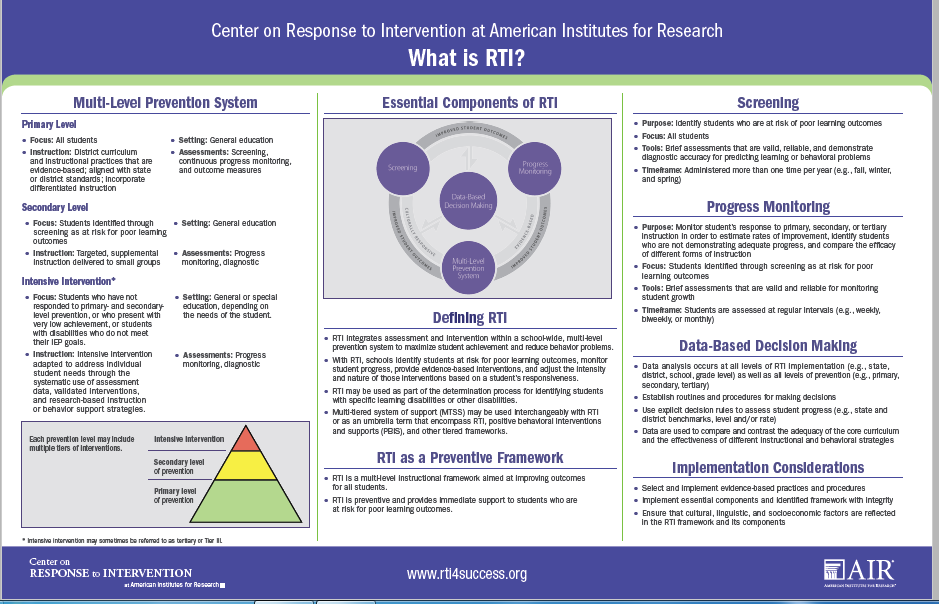 Center on Response to Intervention at American Institutes for Research
What is RTI?
Multi-Level Prevention System
Primary Level
• Focus: All students
• Instruction: District curriculum
and instructional practices that are
evidence-based; aligned with state
or district standards; incorporate
differentiated instruction
• Setting: General education
• Assessments: Screening,
continuous progress monitoring,
and outcome measures
Secondary Level
• Focus: Students identified through
screening as at risk for poor learning
outcomes
• Instruction: Targeted, supplemental
instruction delivered to small groups
• Setting: General education
• Assessments: Progress
monitoring, diagnostic
Intensive Intervention*
• Focus: Students who have not
responded to primary- and secondary-
level prevention, or who present with
very low achievement, or students
with disabilities who do not meet
their IEP goals.
• Instruction: Intensive intervention
adapted to address individual
student needs through the
systematic use of assessment
data, validated interventions,
and research-based instruction
or behavior support strategies.
• Setting: General or special
education, depending on
the needs of the student.
• Assessments: Progress
monitoring, diagnostic
Each prevention level may include
multiple tiers of interventions.
Intensive Intervention
Secondary level
of prevention
Primary level
of prevention
* Intensive intervention may sometimes be referred to as tertiary or Tier III.
Essential Components of RTI
IMPROVED STUDENT OUTCOMES
Screening
Progress
Monitoring
Data-Based
Decision Making
IMPROVED STUDENT OUTCOMES
CULTURALLY RESPONSIVE
EVIDENCE-BASED
IMPROVED STUDENT OUTCOMES
Multi-Level
Prevention
System
Defining RTI
• RTI integrates assessment and intervention within a school-wide, multi-level
prevention system to maximize student achievement and reduce behavior problems.
• With RTI, schools identify students at risk for poor learning outcomes, monitor
student progress, provide evidence-based interventions, and adjust the intensity
and nature of those interventions based on a student's responsiveness.
• RTI may be used as part of the determination process for identifying students
with specific learning disabilities or other disabilities.
• Multi-tiered system of support (MTSS) may be used interchangeably with RTI
or as an umbrella term that encompass RTI, positive behavioral interventions
and supports (PBIS), and other tiered frameworks.
RTI as a Preventive Framework
• RTI is a multi-level instructional framework aimed at improving outcomes
for all students.
• RTI is preventive and provides immediate support to students who are
at risk for poor learning outcomes.
Screening
• Purpose: Identify students who are at risk of poor learning outcomes
• Focus: All students
• Tools: Brief assessments that are valid, reliable, and demonstrate
diagnostic accuracy for predicting learning or behavioral problems
• Timeframe: Administered more than one time per year (e.g., fall, winter,
and spring)
Progress Monitoring
• Purpose: Monitor student's response to primary, secondary, or tertiary
instruction in order to estimate rates of improvement, identify students
who are not demonstrating adequate progress, and compare the efficacy
of different forms of instruction
• Focus: Students identified through screening as at risk for poor
learning outcomes
• Tools: Brief assessments that are valid and reliable for monitoring
student growth
• Timeframe: Students are assessed at regular intervals (e.g., weekly,
biweekly, or monthly)
Data-Based Decision Making
• Data analysis occurs at all levels of RTI implementation (e.g., state,
district, school, grade level) as well as all levels of prevention (e.g., primary,
secondary, tertiary)
• Establish routines and procedures for making decisions
• Use explicit decision rules to assess student progress (e.g., state and
district benchmarks, level and/or rate)
• Data are used to compare and contrast the adequacy of the core curriculum
and the effectiveness of different instructional and behavioral strategies
Implementation Considerations
• Select and implement evidence-based practices and procedures
• Implement essential components and identified framework with integrity
• Ensure that cultural, linguistic, and socioeconomic factors are reflected
in the RTI framework and its components
Center on
RESPONSE to INTERVENTION
at American Institutes for Research
www.rti4success.org
AIR
AMERICAN INSTITUTES FOR RESEARCH